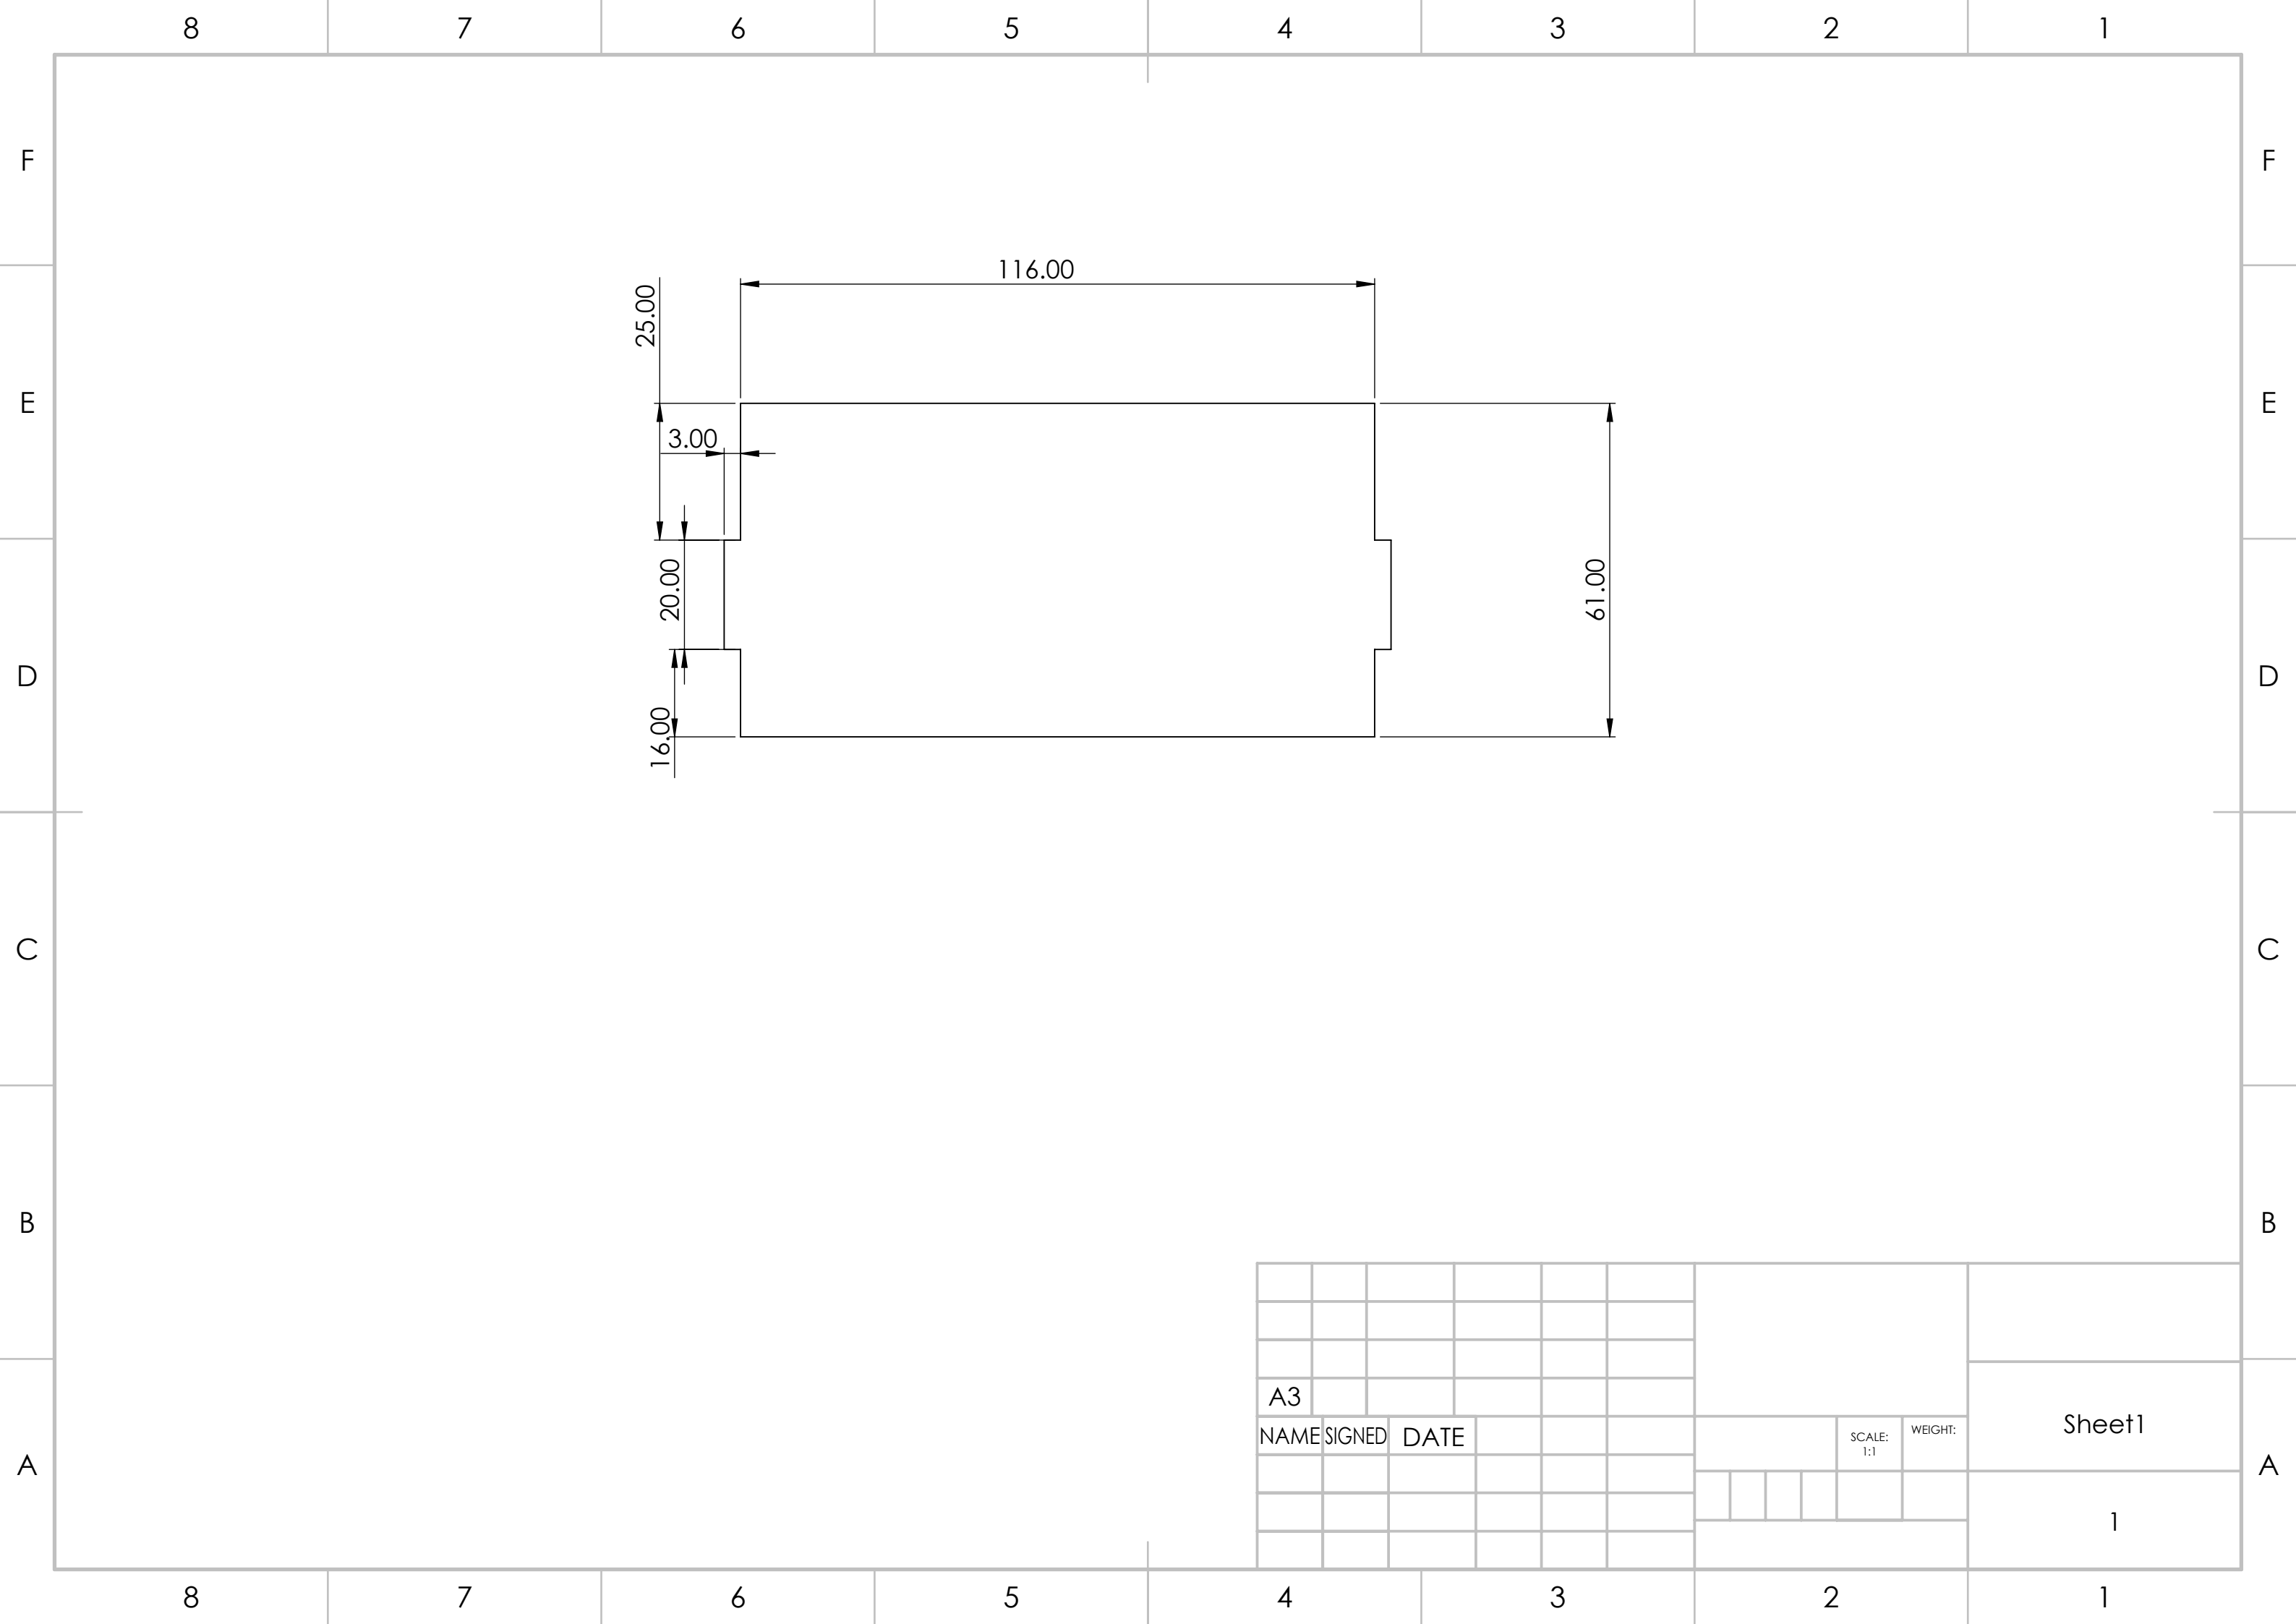 8 7 6 5 4 3 2 1
F F
116.00
25.00
E E
3.00
20.00
61.00
D D
16.00
C C
B B
A3
NAME SIGNED DATE
SCALE:
1:1
WEIGHT:
Sheet1
A A
1
8 7 6 5 4 3 2 1